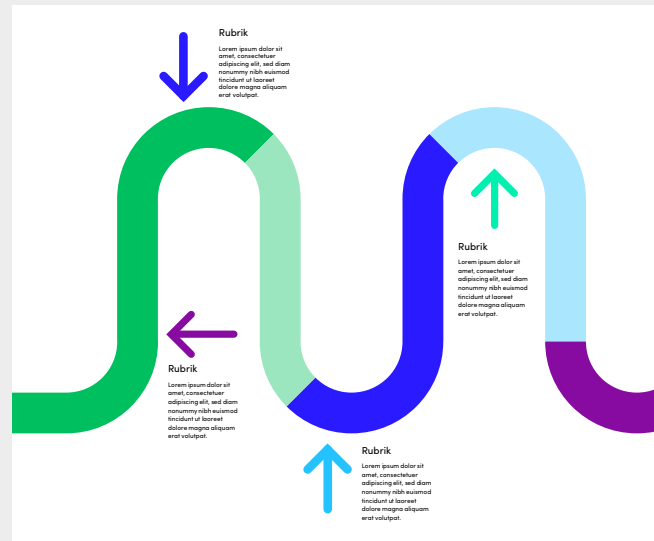 Rubrik
Lorem ipsum dolor sit
amet, consectetuer
adipiscing elit, sed diam
nonummy nibh euismod
tincidunt ut laoreet
dolore magna aliquam
erat volutpat.
Rubrik
Lorem ipsum dolor sit
amet, consectetuer
adipiscing elit, sed diam
nonummy nibh euismod
tincidunt ut laoreet
dolore magna aliquam
erat volutpat.
Rubrik
Lorem ipsum dolor sit
amet, consectetuer
adipiscing elit, sed diam
nonummy nibh euismod
tincidunt ut laoreet
dolore magna aliquam
erat volutpat.
Rubrik
Lorem ipsum dolor sit
amet, consectetuer
adipiscing elit, sed diam
nonummy nibh euismod
tincidunt ut laoreet
dolore magna aliquam
erat volutpat.